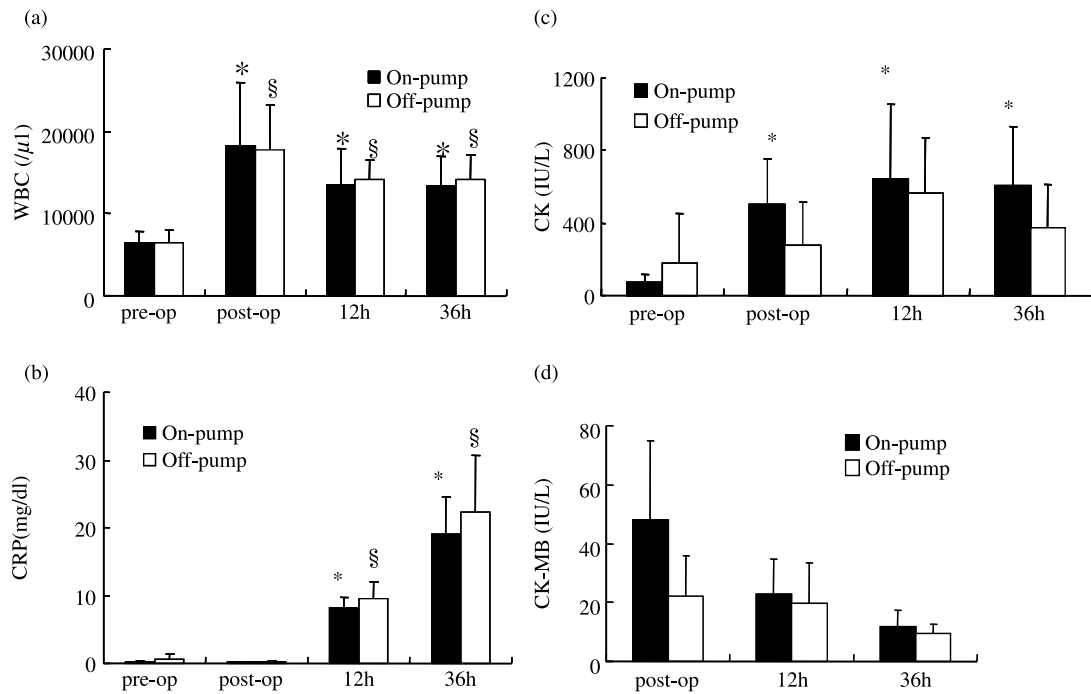 (a)
30000
20000
10000
0
WBC (/μl)
On-pump
Off-pump
* § * § * §
pre-op post-op 12h 36h
(b)
40
30
20
10
0
CRP(mg/dl)
On-pump
Off-pump
* § * §
pre-op post-op 12h 36h
(c)
1200
800
400
0
CK (IU/L)
On-pump
Off-pump
* * *
pre-op post-op 12h 36h
(d)
80
60
40
20
0
CK-MB (IU/L)
On-pump
Off-pump
post-op 12h 36h